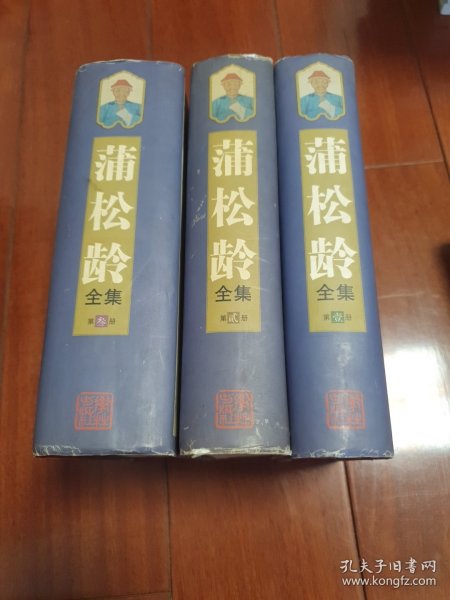 蒲松龄
全集
第叁册
蒲松龄
全集
第贰册
蒲松龄
全集
第壹册
孔夫子旧书网
www.kongfz.com